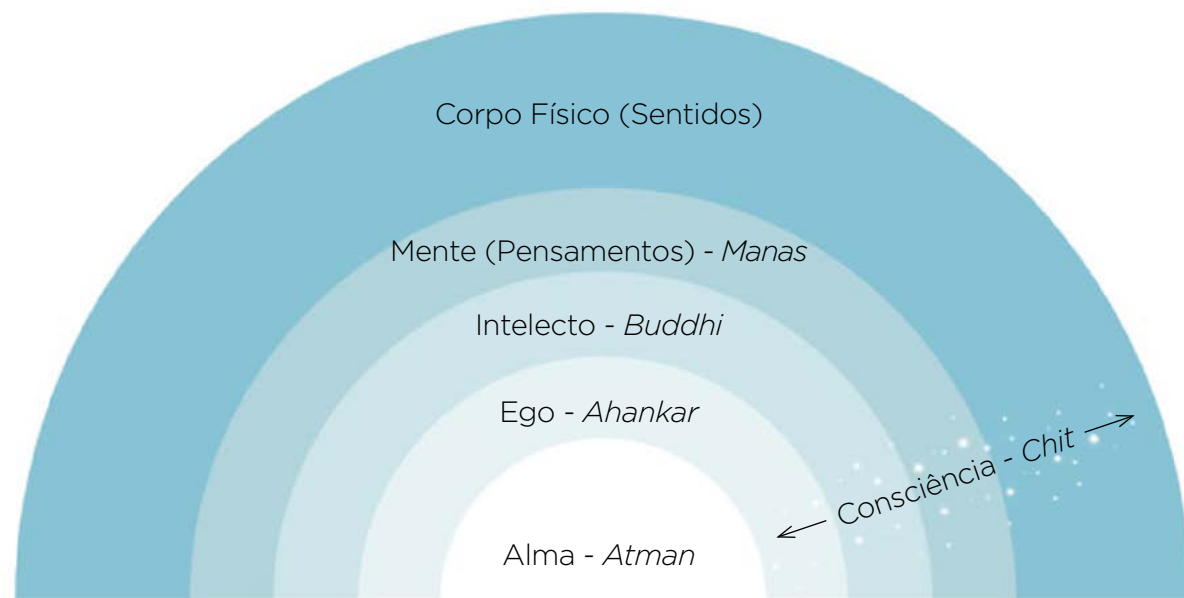 Corpo Físico (Sentidos)
Mente (Pensamentos) - Manas
Intelecto - Buddhi
Ego - Ahankar
Consciência - Chit
Alma - Atman